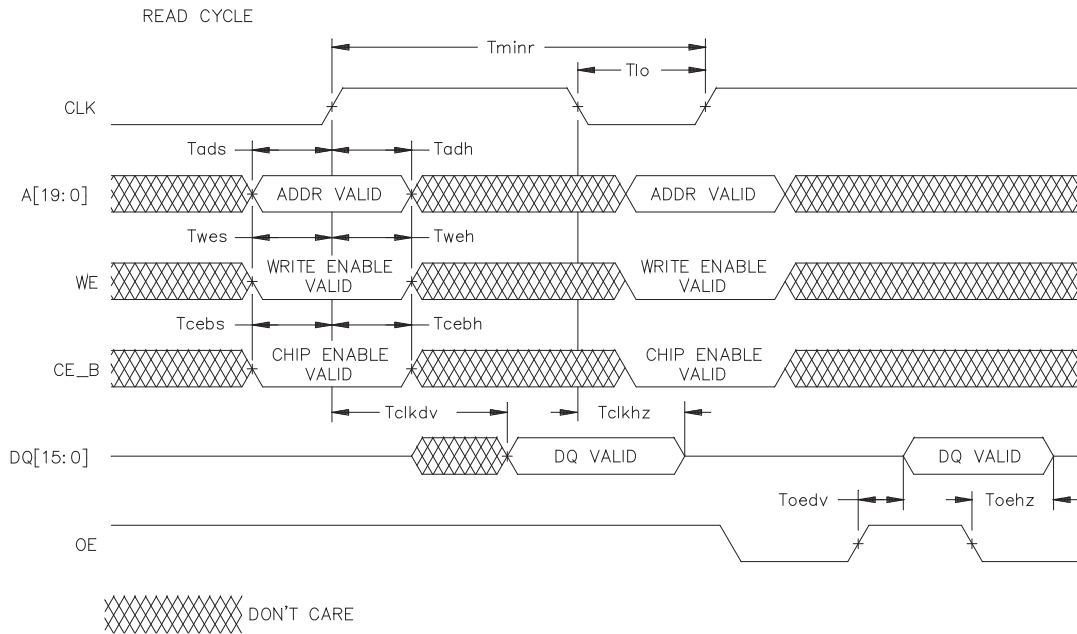 READ CYCLE
Tminr
Tlo
CLK
Tads
Tadh
A[19:0]
ADDR VALID
ADDR VALID
Twes
Tweh
WE
WRITE ENABLE
VALID
WRITE ENABLE
VALID
Tcebs
Tcebh
CE_B
CHIP ENABLE
VALID
CHIP ENABLE
VALID
Tclkdv
Tclkhz
DQ[15:0]
DQ VALID
DQ VALID
Toedv
Toehz
OE
DON'T CARE